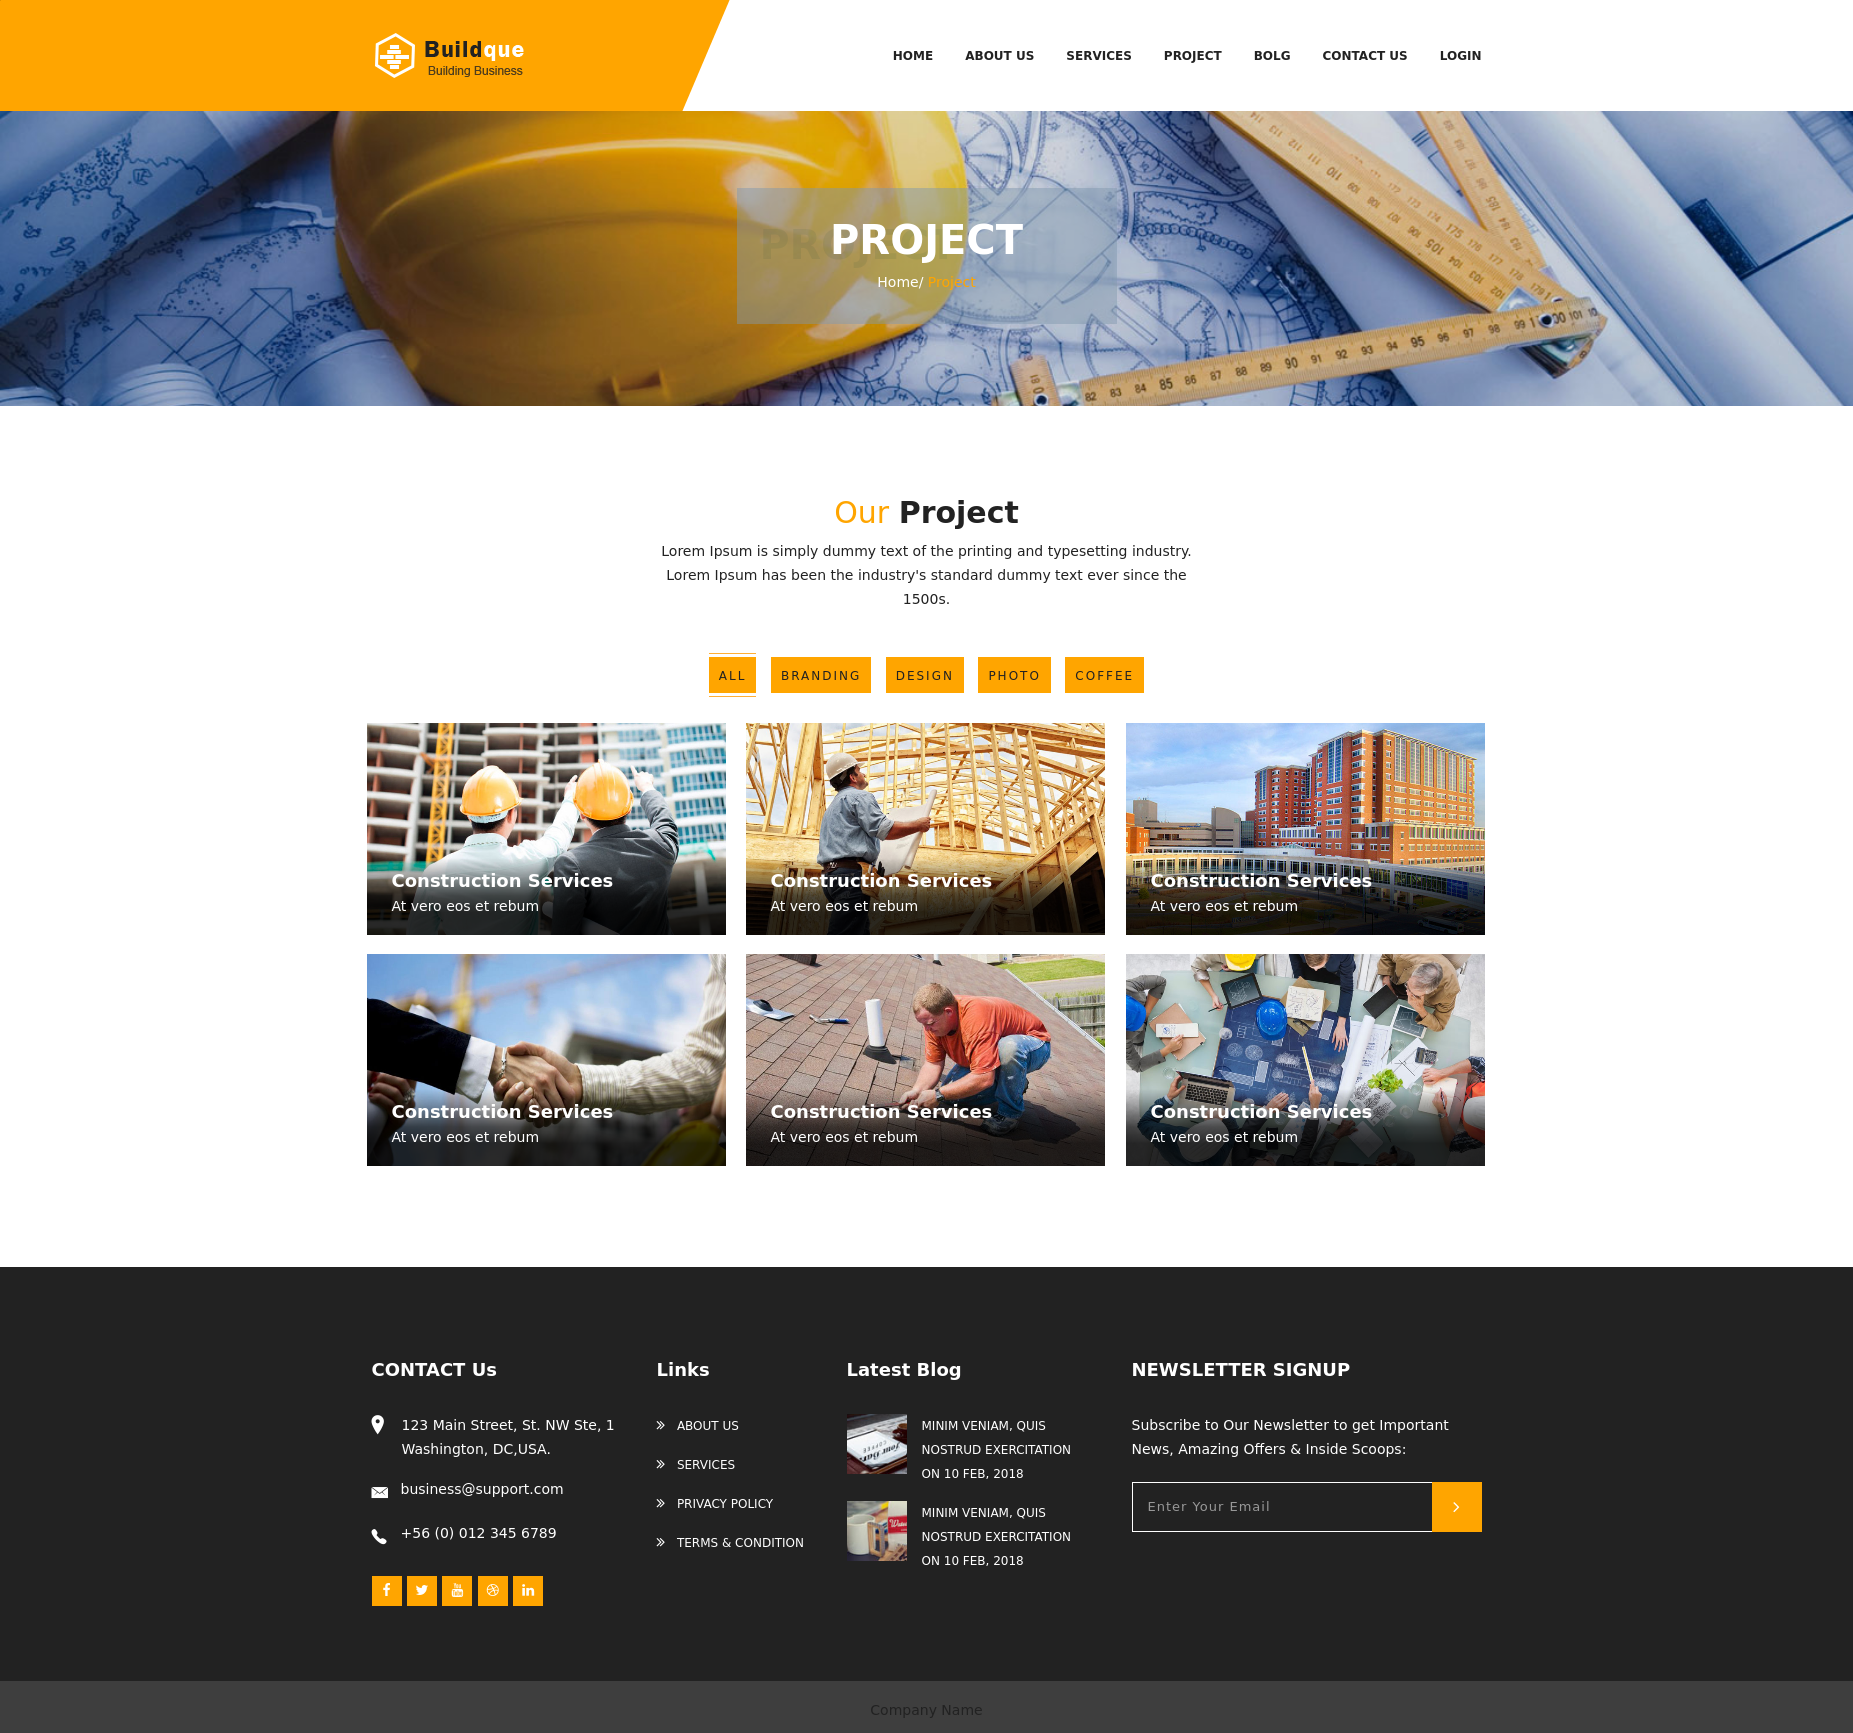 Buildque
Building Business
HOME ABOUT US SERVICES PROJECT BOLG CONTACT US LOGIN
PROJECT
Home/ Project
Our Project
Lorem Ipsum is simply dummy text of the printing and typesetting industry.
Lorem Ipsum has been the industry's standard dummy text ever since the
1500s.
ALL BRANDING DESIGN PHOTO COFFEE
Construction Services
At vero eos et rebum
Construction Services
At vero eos et rebum
Construction Services
At vero eos et rebum
Construction Services
At vero eos et rebum
Construction Services
At vero eos et rebum
Construction Services
At vero eos et rebum
CONTACT Us
123 Main Street, St. NW Ste, 1
Washington, DC,USA.
business@support.com
+56 (0) 012 345 6789
Links
ABOUT US
SERVICES
PRIVACY POLICY
TERMS & CONDITION
Latest Blog
MINIM VENIAM, QUIS
NOSTRUD EXERCITATION
ON 10 FEB, 2018
MINIM VENIAM, QUIS
NOSTRUD EXERCITATION
ON 10 FEB, 2018
NEWSLETTER SIGNUP
Subscribe to Our Newsletter to get Important
News, Amazing Offers & Inside Scoops:
Enter Your Email
Company Name